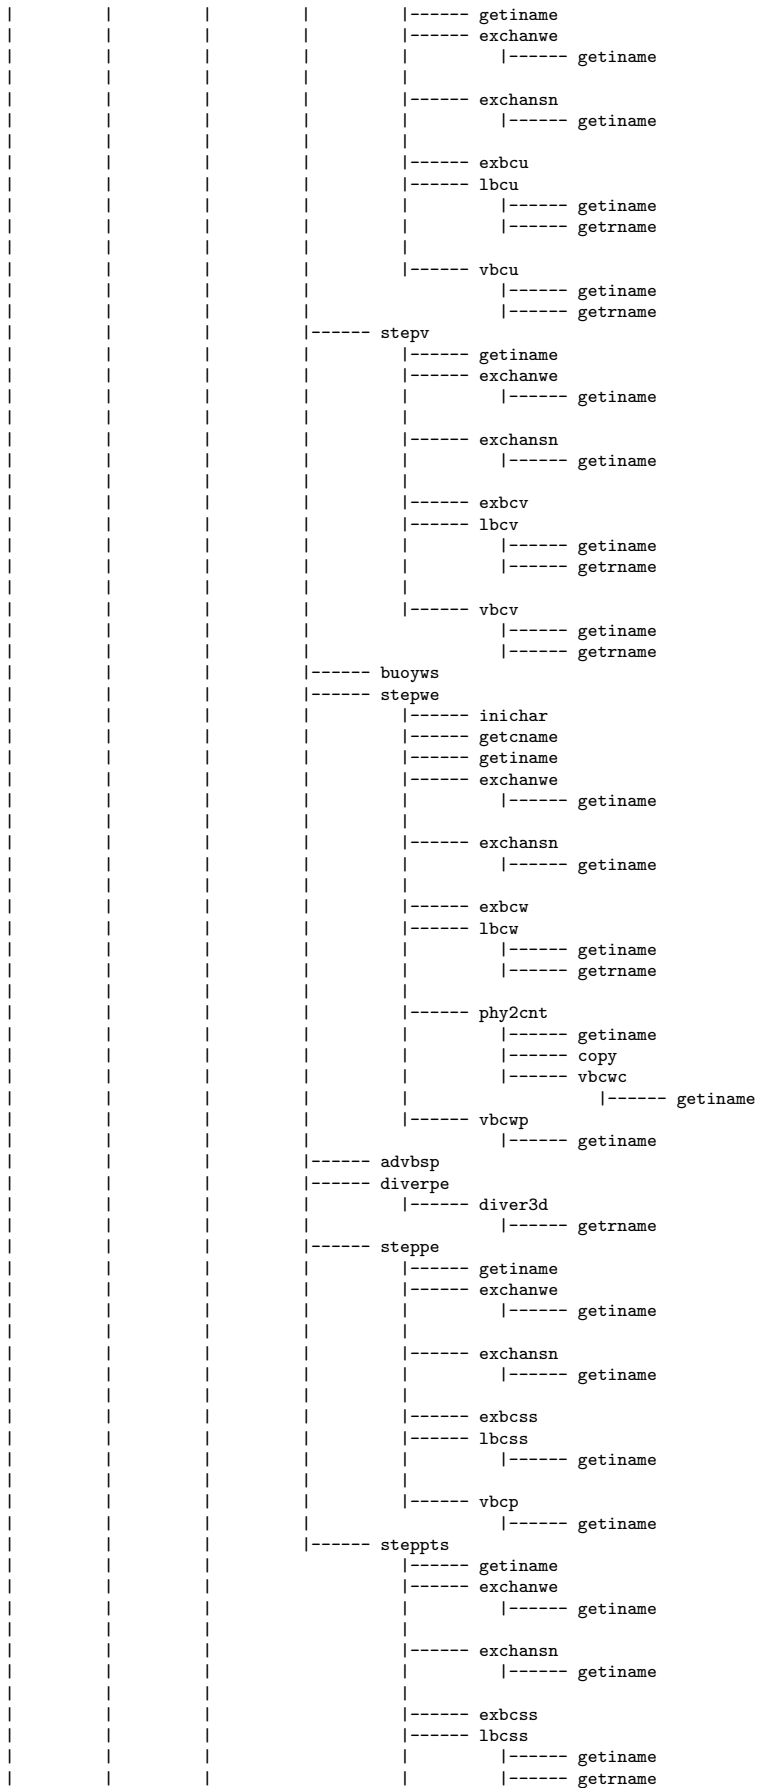 |           |           |           |           |------ getiname
|           |           |           |           |------ exchanwe
|           |           |           |           |           |------ getiname
|           |           |           |           |
|           |           |           |           |------ exchansn
|           |           |           |           |           |------ getiname
|           |           |           |           |
|           |           |           |           |------ exbcu
|           |           |           |           |------ lbcu
|           |           |           |           |           |------ getiname
|           |           |           |           |           |------ getrname
|           |           |           |           |
|           |           |           |           |------ vbcu
|           |           |           |                       |------ getiname
|           |           |           |                       |------ getrname
|           |           |           |------ stepv
|           |           |           |           |------ getiname
|           |           |           |           |------ exchanwe
|           |           |           |           |           |------ getiname
|           |           |           |           |
|           |           |           |           |------ exchansn
|           |           |           |           |           |------ getiname
|           |           |           |           |
|           |           |           |           |------ exbcv
|           |           |           |           |------ lbcv
|           |           |           |           |           |------ getiname
|           |           |           |           |           |------ getrname
|           |           |           |           |
|           |           |           |           |------ vbcv
|           |           |           |                       |------ getiname
|           |           |           |                       |------ getrname
|           |           |           |------ buoyws
|           |           |           |------ stepwe
|           |           |           |           |------ inichar
|           |           |           |           |------ getcname
|           |           |           |           |------ getiname
|           |           |           |           |------ exchanwe
|           |           |           |           |           |------ getiname
|           |           |           |           |
|           |           |           |           |------ exchansn
|           |           |           |           |           |------ getiname
|           |           |           |           |
|           |           |           |           |------ exbcw
|           |           |           |           |------ lbcw
|           |           |           |           |           |------ getiname
|           |           |           |           |           |------ getrname
|           |           |           |           |
|           |           |           |           |------ phy2cnt
|           |           |           |           |           |------ getiname
|           |           |           |           |           |------ copy
|           |           |           |           |           |------ vbcwc
|           |           |           |           |                       |------ getiname
|           |           |           |           |------ vbcwp
|           |           |           |                       |------ getiname
|           |           |           |------ advbsp
|           |           |           |------ diverpe
|           |           |           |           |------ diver3d
|           |           |           |                       |------ getrname
|           |           |           |------ steppe
|           |           |           |           |------ getiname
|           |           |           |           |------ exchanwe
|           |           |           |           |           |------ getiname
|           |           |           |           |
|           |           |           |           |------ exchansn
|           |           |           |           |           |------ getiname
|           |           |           |           |
|           |           |           |           |------ exbcss
|           |           |           |           |------ lbcss
|           |           |           |           |           |------ getiname
|           |           |           |           |
|           |           |           |           |------ vbcp
|           |           |           |                       |------ getiname
|           |           |           |------ steppts
|           |           |                       |------ getiname
|           |           |                       |------ exchanwe
|           |           |                       |           |------ getiname
|           |           |                       |
|           |           |                       |------ exchansn
|           |           |                       |           |------ getiname
|           |           |                       |
|           |           |                       |------ exbcss
|           |           |                       |------ lbcss
|           |           |                       |           |------ getiname
|           |           |                       |           |------ getrname